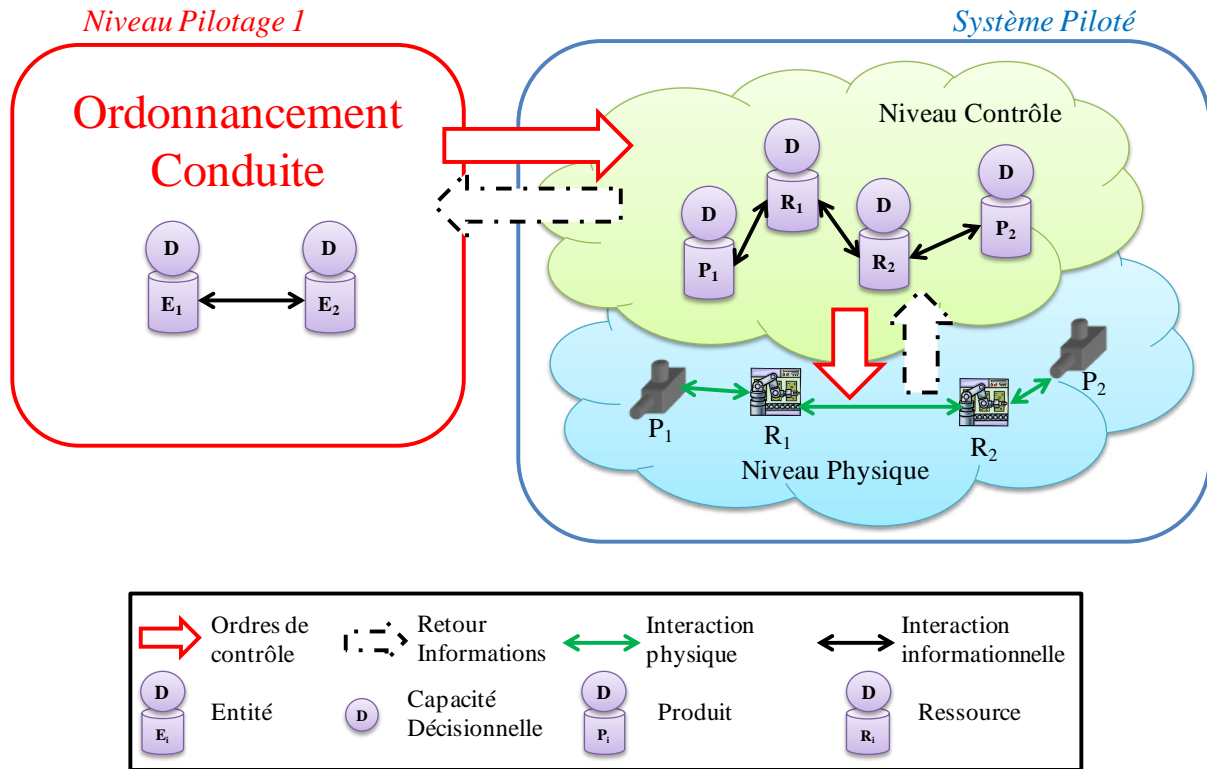 Niveau Pilotage 1
Système Piloté
Ordonnancement
Conduite
D
D
E1
E2
Niveau Contrôle
D
D
D
D
P1
R1
R2
P2
P1
R1
R2
P2
Niveau Physique
Ordres de
contrôle
Retour
Informations
Interaction
physique
Interaction
informationnelle
D
Ei
Entité
D
Capacité
Décisionnelle
D
Pi
Produit
D
Ri
Ressource